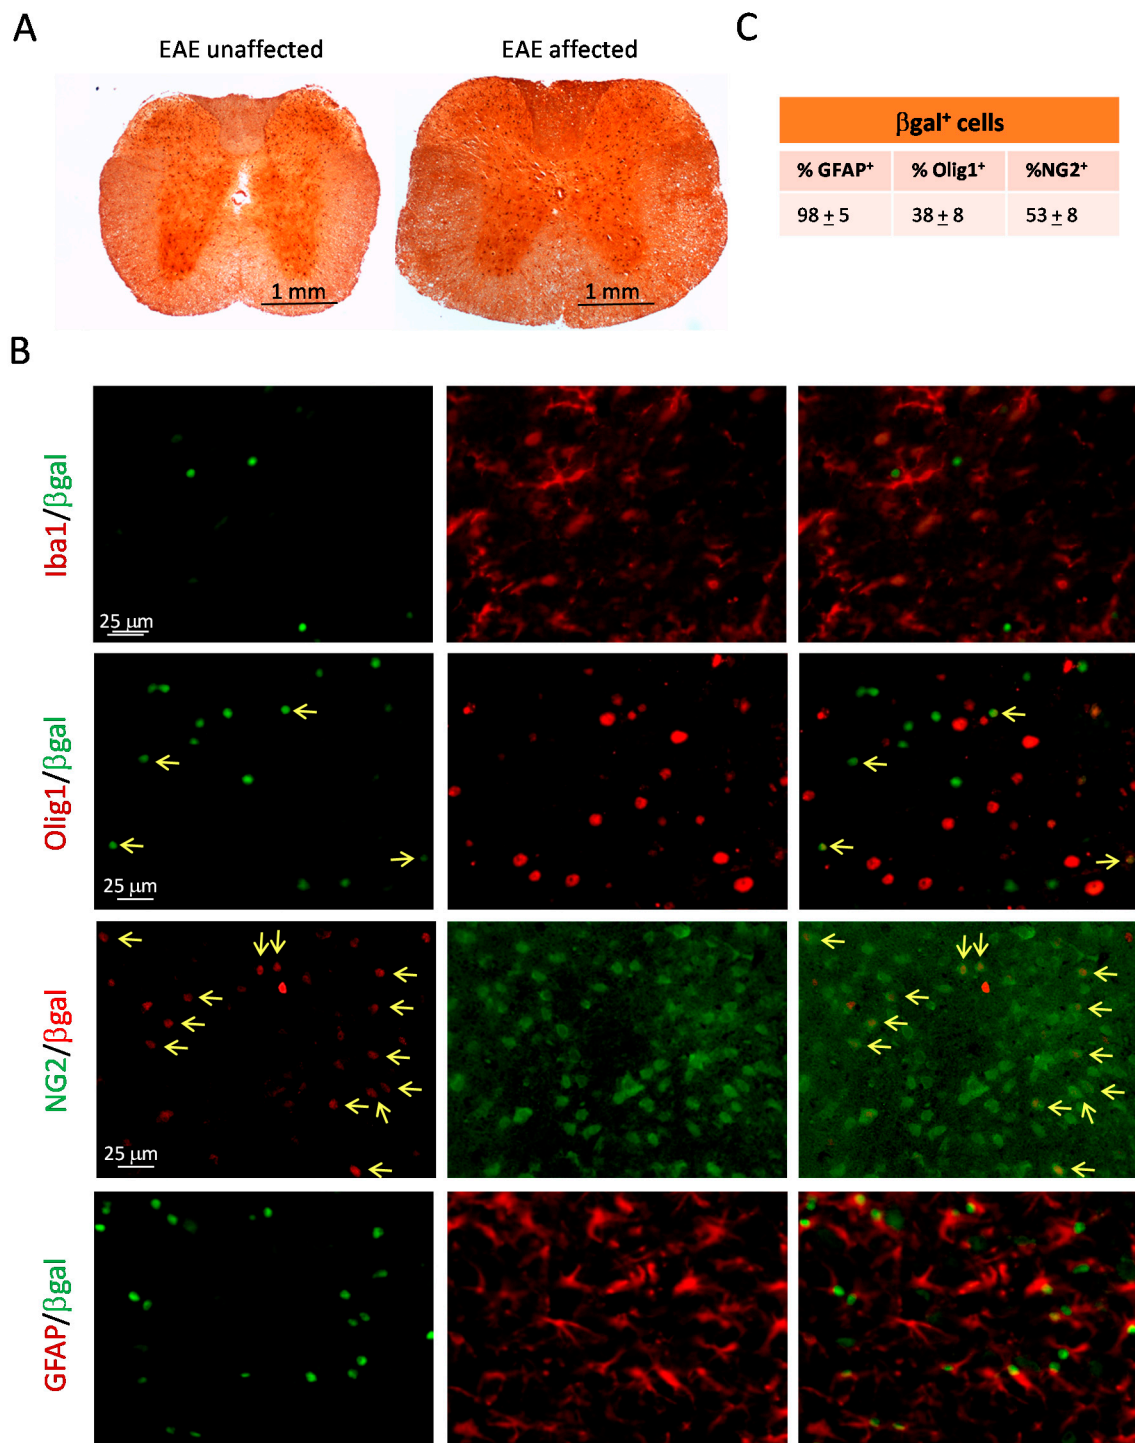 A
EAE unaffected
EAE affected
1 mm
1 mm
C
βgal⁺ cells
% GFAP⁺ % Olig1⁺ %NG2⁺
98 ± 5 38 ± 8 53 ± 8
B
Iba1/βgal
25 μm
Olig1/βgal
25 μm
NG2/βgal
25 μm
GFAP/βgal